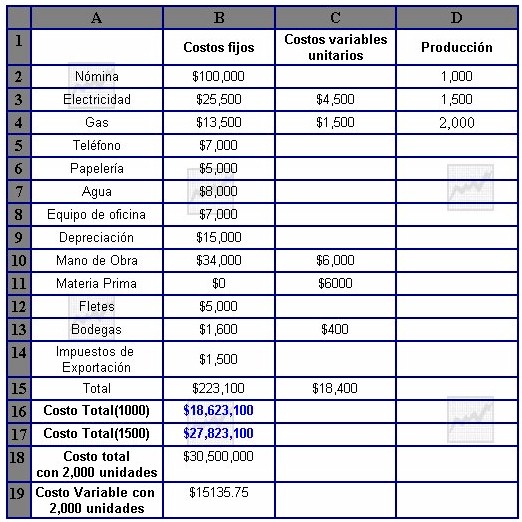 A B C D
1 Costos fijos Costos variables unitarios Producción
2 Nómina $100,000 1,000
3 Electricidad $25,500 $4,500 1,500
4 Gas $13,500 $1,500 2,000
5 Teléfono $7,000
6 Papelería $5,000
7 Agua $8,000
8 Equipo de oficina $7,000
9 Depreciación $15,000
10 Mano de Obra $34,000 $6,000
11 Materia Prima $0 $6000
12 Fletes $5,000
13 Bodegas $1,600 $400
14 Impuestos de Exportación $1,500
15 Total $223,100 $18,400
16 Costo Total(1000) $18,623,100
17 Costo Total(1500) $27,823,100
18 Costo total con 2,000 unidades $30,500,000
19 Costo Variable con 2,000 unidades $15135.75